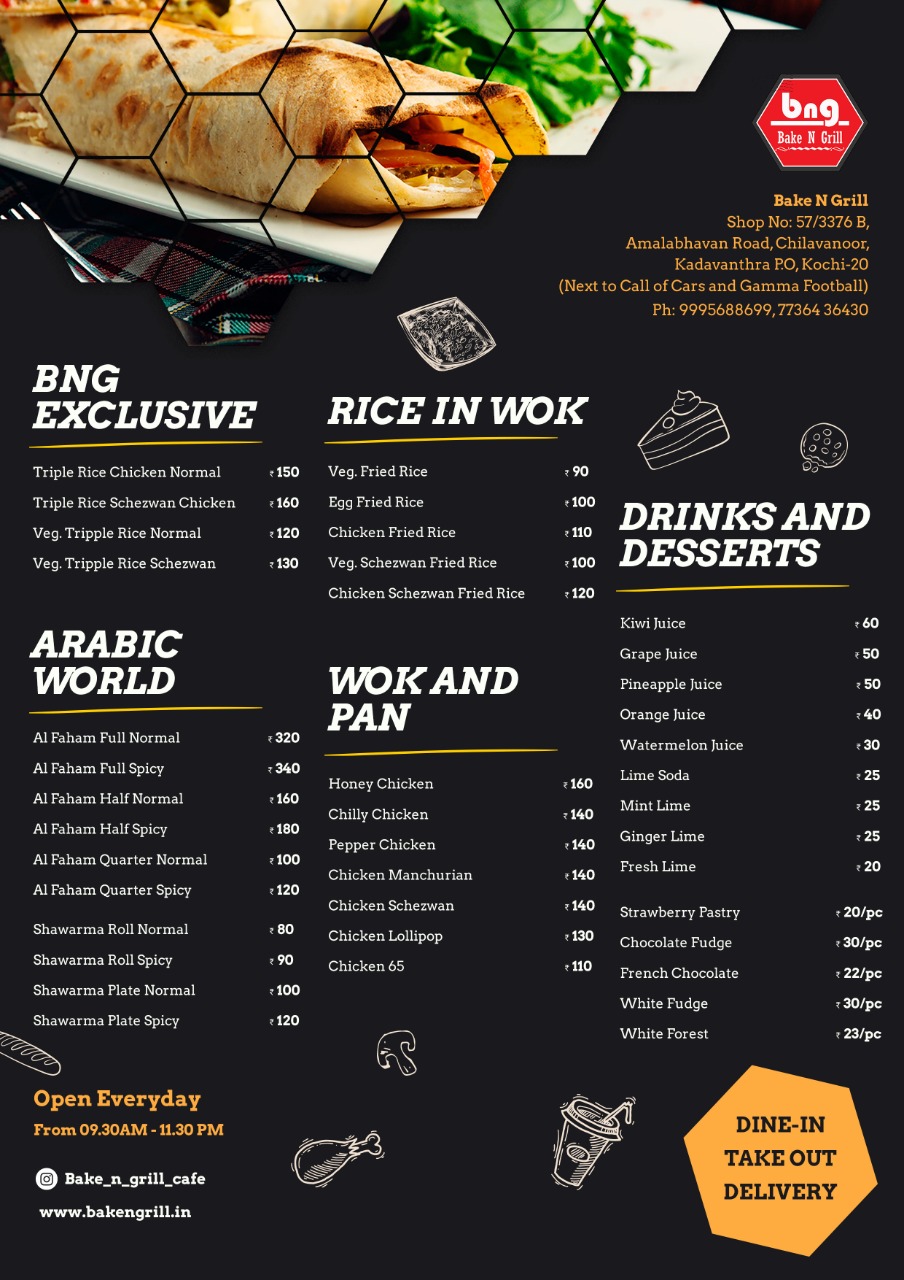 bng
Bake N Grill
Bake N Grill
Shop No: 57/3376 B,
Amalabhavan Road, Chilavanoor,
Kadavanthra P.O, Kochi-20
(Next to Call of Cars and Gamma Football)
Ph: 9995688699, 77364 36430
BNG
EXCLUSIVE
Triple Rice Chicken Normal ₹ 150
Triple Rice Schezwan Chicken ₹ 160
Veg. Tripple Rice Normal ₹ 120
Veg. Tripple Rice Schezwan ₹ 130
ARABIC
WORLD
Al Faham Full Normal ₹ 320
Al Faham Full Spicy ₹ 340
Al Faham Half Normal ₹ 160
Al Faham Half Spicy ₹ 180
Al Faham Quarter Normal ₹ 100
Al Faham Quarter Spicy ₹ 120
Shawarma Roll Normal ₹ 80
Shawarma Roll Spicy ₹ 90
Shawarma Plate Normal ₹ 100
Shawarma Plate Spicy ₹ 120
RICE IN WOK
Veg. Fried Rice ₹ 90
Egg Fried Rice ₹ 100
Chicken Fried Rice ₹ 110
Veg. Schezwan Fried Rice ₹ 100
Chicken Schezwan Fried Rice ₹ 120
WOK AND
PAN
Honey Chicken ₹ 160
Chilly Chicken ₹ 140
Pepper Chicken ₹ 140
Chicken Manchurian ₹ 140
Chicken Schezwan ₹ 140
Chicken Lollipop ₹ 130
Chicken 65 ₹ 110
DRINKS AND
DESSERTS
Kiwi Juice ₹ 60
Grape Juice ₹ 50
Pineapple Juice ₹ 50
Orange Juice ₹ 40
Watermelon Juice ₹ 30
Lime Soda ₹ 25
Mint Lime ₹ 25
Ginger Lime ₹ 25
Fresh Lime ₹ 20
Strawberry Pastry ₹ 20/pc
Chocolate Fudge ₹ 30/pc
French Chocolate ₹ 22/pc
White Fudge ₹ 30/pc
White Forest ₹ 23/pc
Open Everyday
From 09.30AM - 11.30 PM
Bake_n_grill_cafe
www.bakengrill.in
DINE-IN
TAKE OUT
DELIVERY